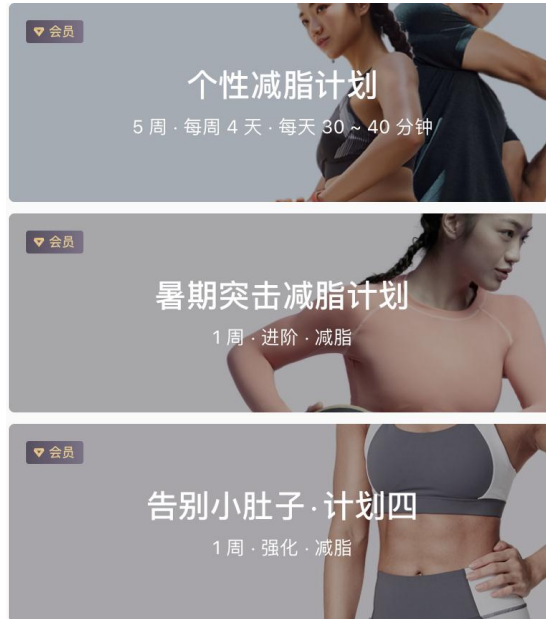 会员
个性减脂计划
5 周 · 每周 4 天 · 每天 30 ~ 40 分钟
会员
暑期突击减脂计划
1 周 · 进阶 · 减脂
会员
告别小肚子 · 计划四
1 周 · 强化 · 减脂